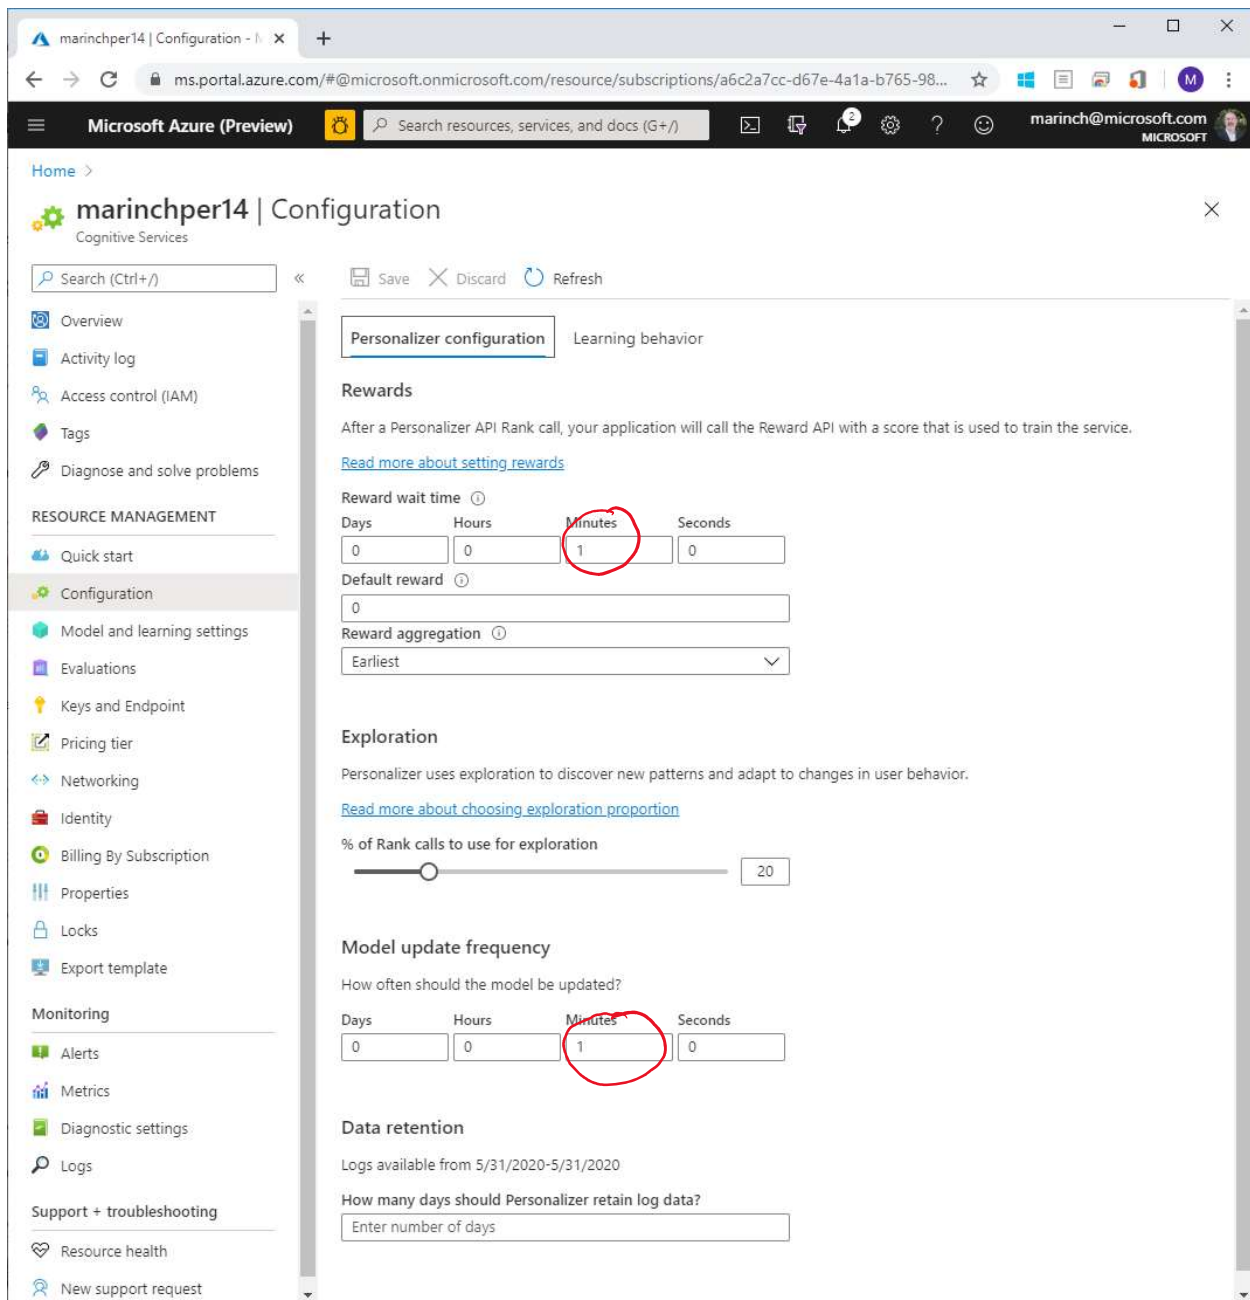 marinchper14 | Configuration - 
ms.portal.azure.com/#@microsoft.onmicrosoft.com/resource/subscriptions/a6c2a7cc-d67e-4a1a-b765-98...
M
Microsoft Azure (Preview)
Search resources, services, and docs (G+/)
2
marinch@microsoft.com
MICROSOFT
Home >
marinchper14 | Configuration
Cognitive Services
Search (Ctrl+/)
«
Save
Discard
Refresh
Overview
Activity log
Access control (IAM)
Tags
Diagnose and solve problems
RESOURCE MANAGEMENT
Quick start
Configuration
Model and learning settings
Evaluations
Keys and Endpoint
Pricing tier
Networking
Identity
Billing By Subscription
Properties
Locks
Export template
Monitoring
Alerts
Metrics
Diagnostic settings
Logs
Support + troubleshooting
Resource health
New support request
Personalizer configuration
Learning behavior
Rewards
After a Personalizer API Rank call, your application will call the Reward API with a score that is used to train the service.
Read more about setting rewards
Reward wait time
Days Hours Minutes Seconds
0 0 1 0
Default reward
0
Reward aggregation
Earliest
Exploration
Personalizer uses exploration to discover new patterns and adapt to changes in user behavior.
Read more about choosing exploration proportion
% of Rank calls to use for exploration
20
Model update frequency
How often should the model be updated?
Days Hours Minutes Seconds
0 0 1 0
Data retention
Logs available from 5/31/2020-5/31/2020
How many days should Personalizer retain log data?
Enter number of days